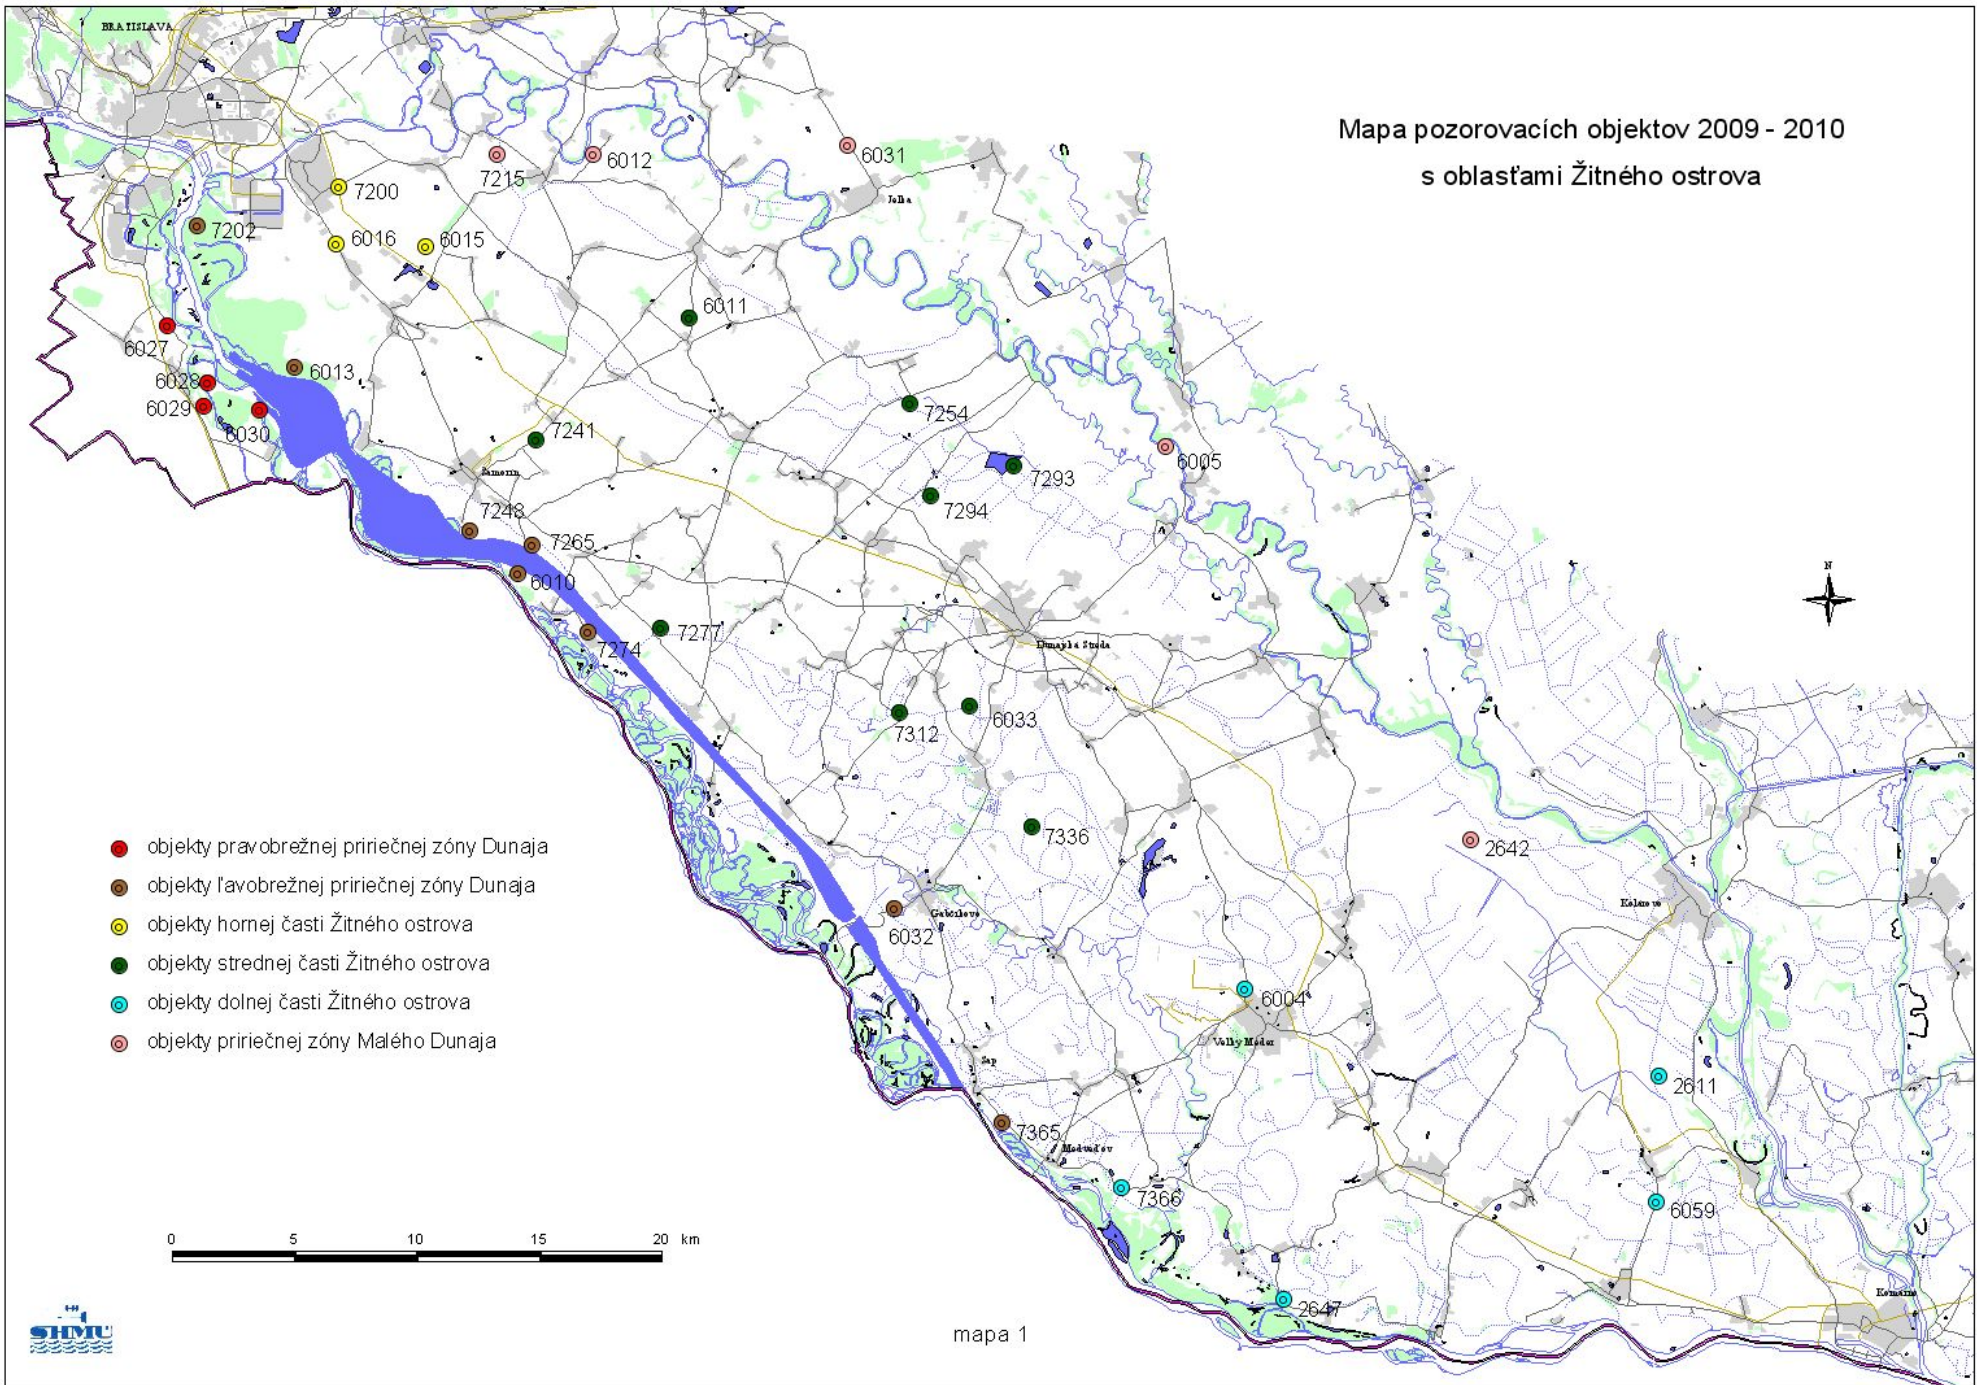 BRATISLAVA
Mapa pozorovacích objektov 2009 - 2010
s oblasťami Žitného ostrova
6031
6012
7215
7200
Jelka
7202
6016
6015
6011
6027
6013
6028
6029
7254
6030
7241
6005
Šamorín
7293
7294
7248
7265
N
6010
7277
7274
Dunajská Streda
6033
7312
7336
2642
objekty pravobrežnej pririečnej zóny Dunaja
objekty ľavobrežnej pririečnej zóny Dunaja
objekty hornej časti Žitného ostrova
objekty strednej časti Žitného ostrova
objekty dolnej časti Žitného ostrova
objekty pririečnej zóny Malého Dunaja
Kolárovo
Gabčíkovo
6032
6004
Veľký Meder
Sap
2611
7365
Medveďov
7366
6059
0 5 10 15 20 km
Komárno
2647
SHMÚ
mapa 1